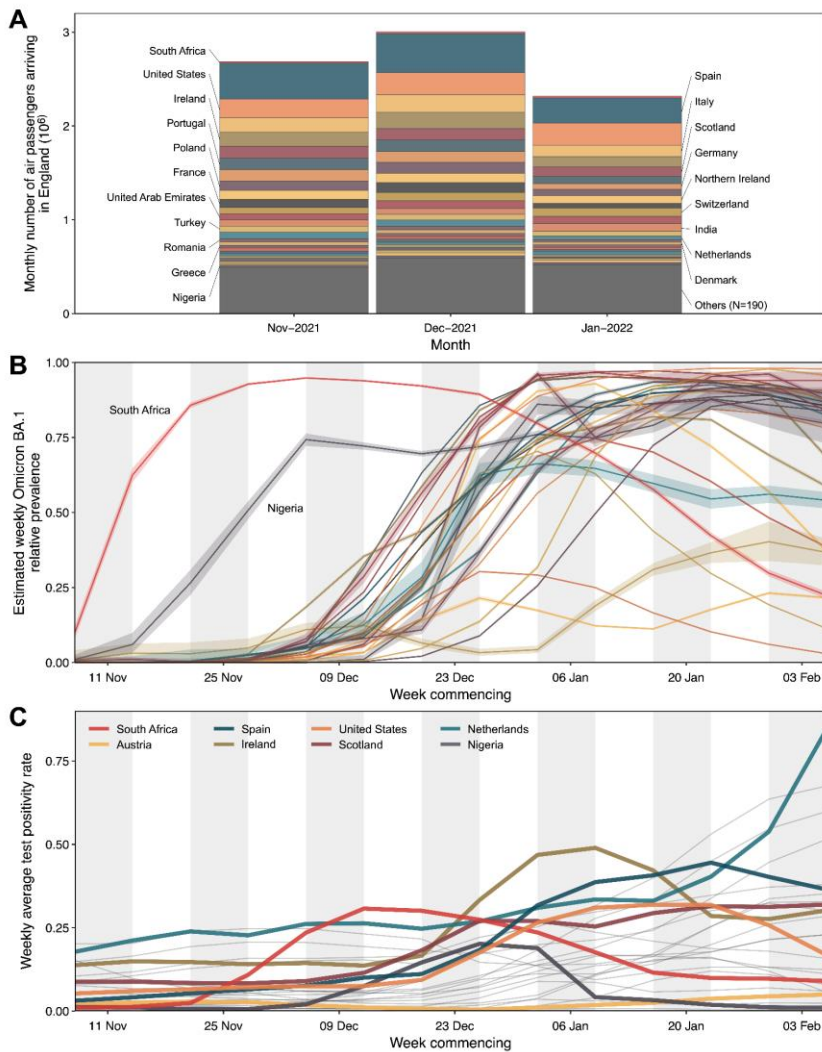 A
Monthly number of air passengers arriving
in England (10⁶)
3
2
1
0
South Africa
United States
Ireland
Portugal
Poland
France
United Arab Emirates
Turkey
Romania
Greece
Nigeria
Spain
Italy
Scotland
Germany
Northern Ireland
Switzerland
India
Netherlands
Denmark
Others (N=190)
Nov−2021
Dec−2021
Jan−2022
Month
B
Estimated weekly Omicron BA.1
relative prevalence
1.00
0.75
0.50
0.25
0.00
South Africa
Nigeria
11 Nov
25 Nov
09 Dec
23 Dec
06 Jan
20 Jan
03 Feb
Week commencing
C
Weekly average test positivity rate
0.75
0.50
0.25
0.00
South Africa
Spain
United States
Netherlands
Austria
Ireland
Scotland
Nigeria
11 Nov
25 Nov
09 Dec
23 Dec
06 Jan
20 Jan
03 Feb
Week commencing